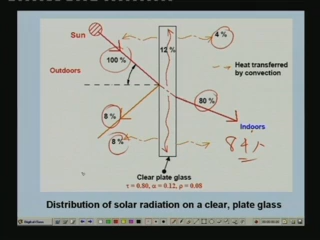 Sun
4 %
12 %
Heat transferred
by convection
Outdoors
100 %
80 %
8 %
Indoors
8 %
84 %
Clear plate glass
τ = 0.80, α = 0.12, ρ = 0.08
Distribution of solar radiation on a clear, plate glass